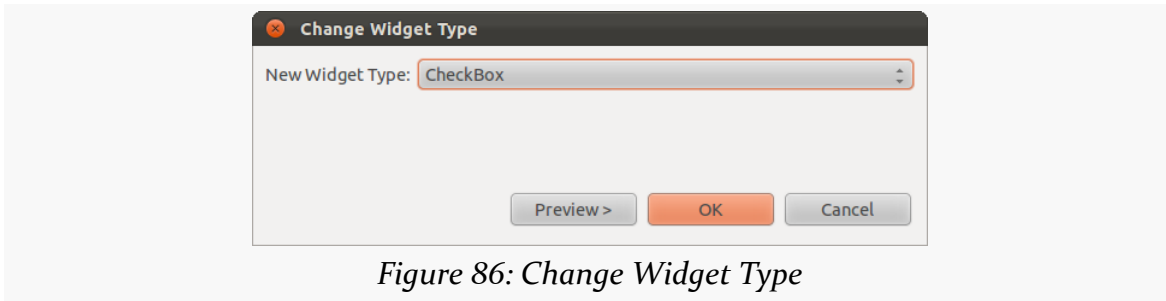 Change Widget Type
New Widget Type: CheckBox
Preview > OK Cancel
Figure 86: Change Widget Type